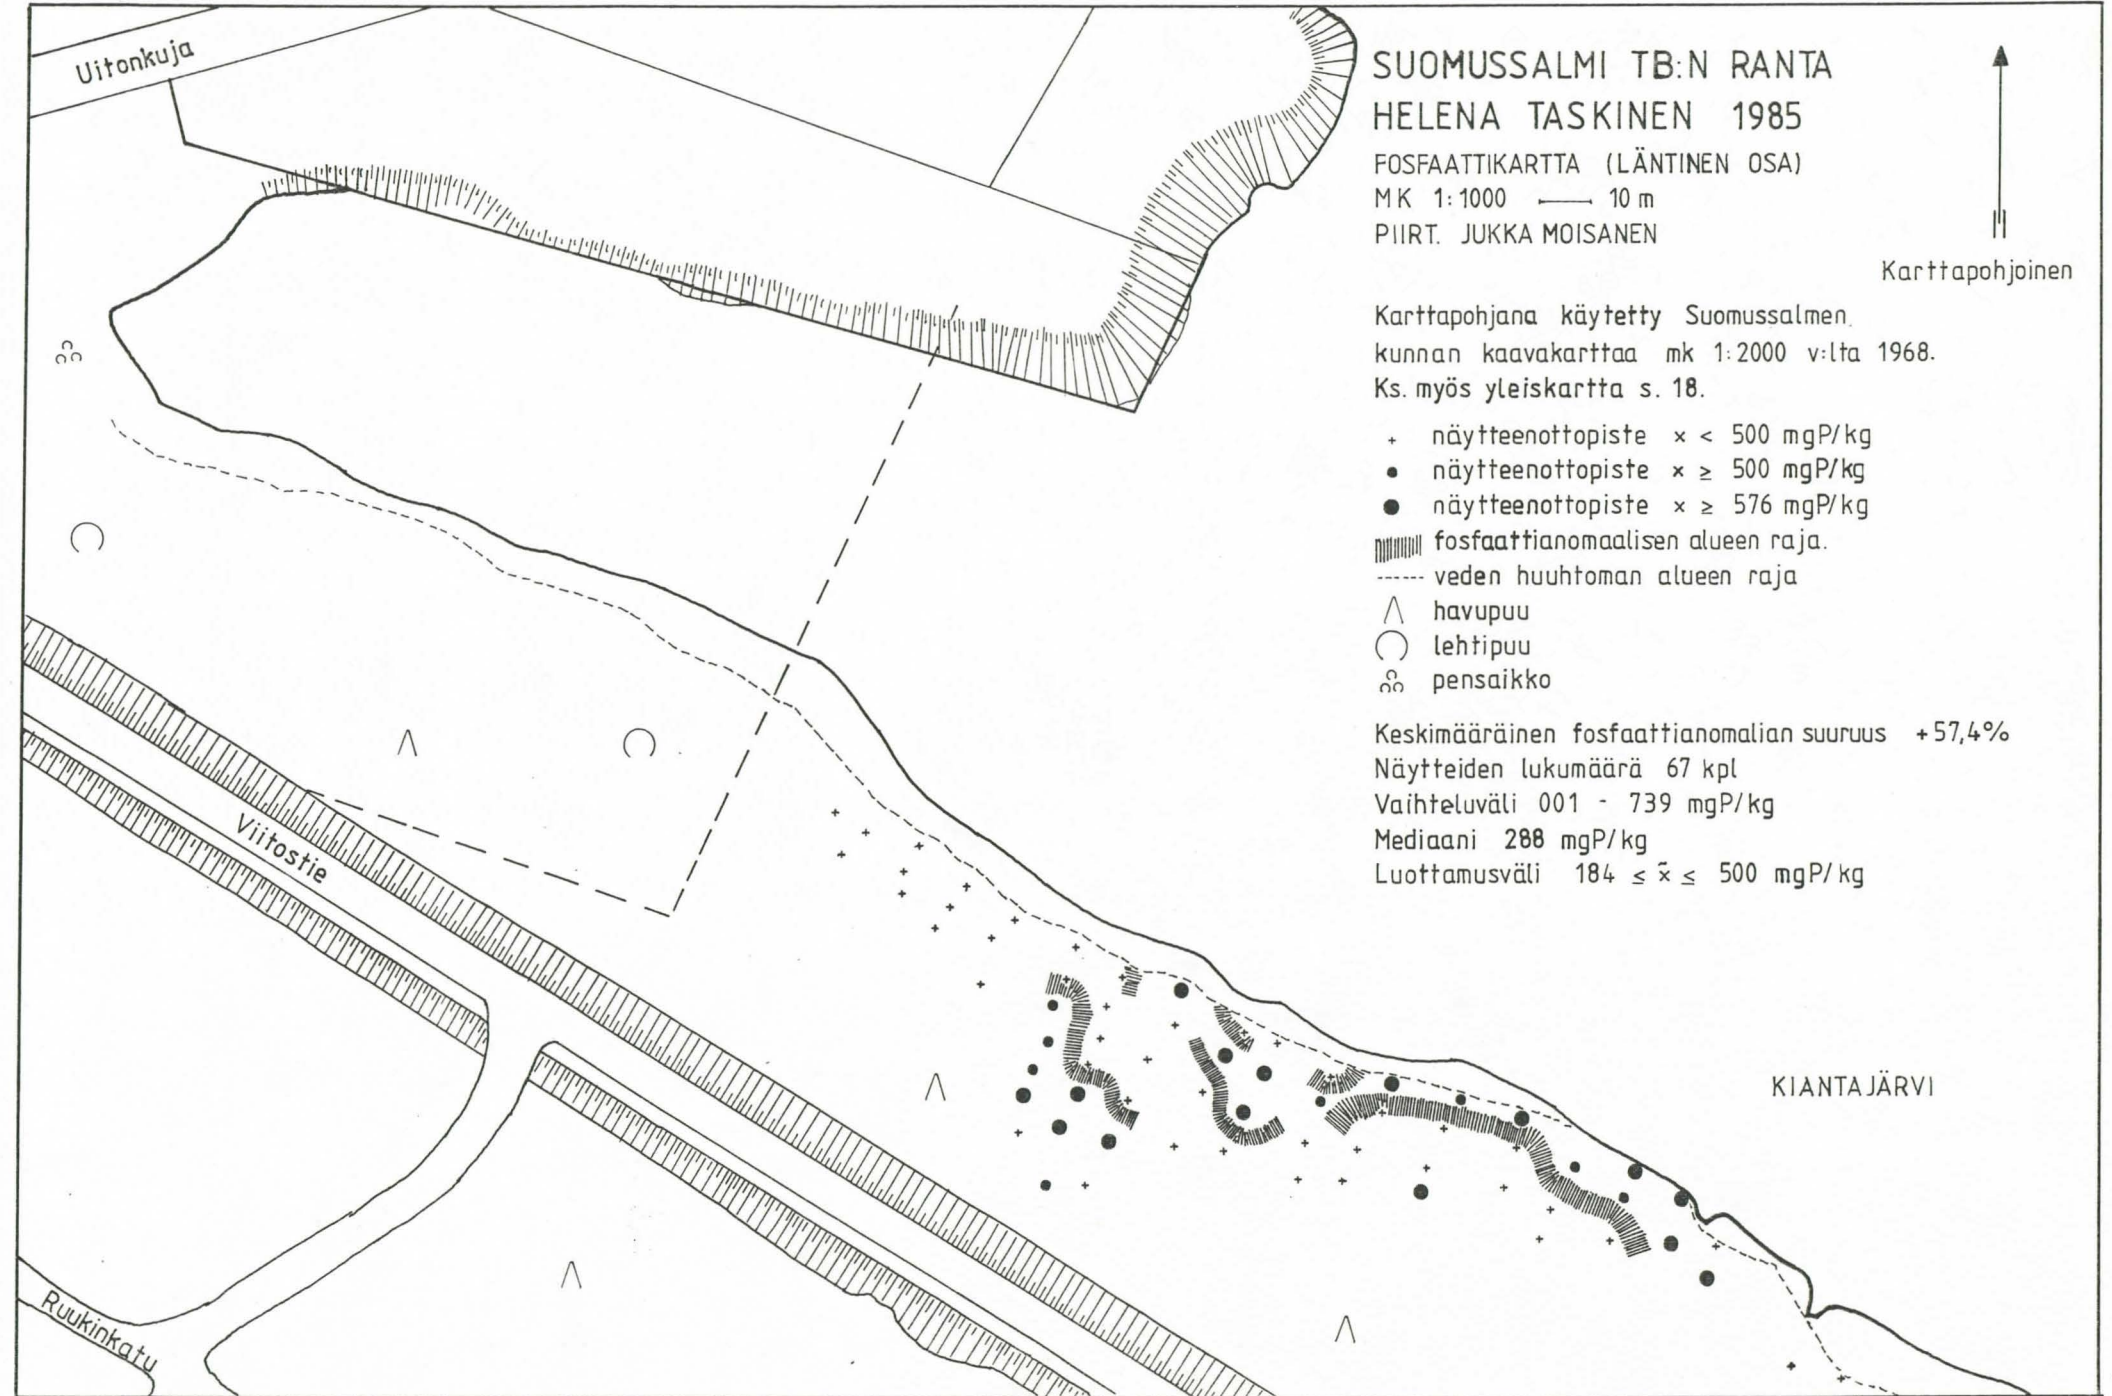 Uitonkuja
SUOMUSSALMI TB:N RANTA
HELENA TASKINEN 1985
FOSFAATTIKARTTA (LÄNTINEN OSA)
MK 1:1000 10 m
PIIRT. JUKKA MOISANEN
Karttapohjoinen
Karttapohjana käytetty Suomussalmen
kunnan kaavakarttaa mk 1:2000 v:lta 1968.
Ks. myös yleiskartta s. 18.
+ näytteenottopiste x < 500 mgP/kg
● näytteenottopiste x ≥ 500 mgP/kg
● näytteenottopiste x ≥ 576 mgP/kg
fosfaattianomaalisen alueen raja.
veden huuhtoman alueen raja
havupuu
lehtipuu
pensaikko
Keskimääräinen fosfaattianomalian suuruus +57,4%
Näytteiden lukumäärä 67 kpl
Vaihteluväli 001 - 739 mgP/kg
Mediaani 288 mgP/kg
Luottamusväli 184 ≤ x̃ ≤ 500 mgP/kg
Viitostie
KIANTAJÄRVI
Ruukinkatu